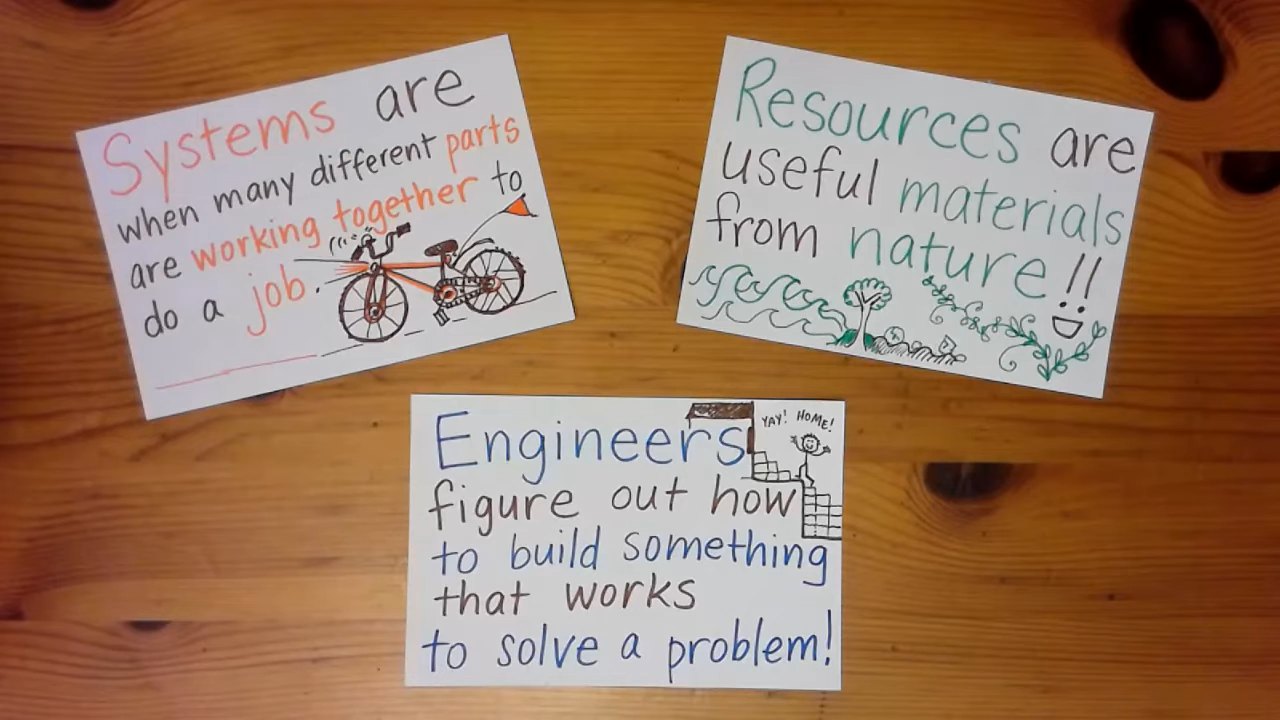 Systems are
when many different parts
are working together to
do a job.
Resources are
useful materials
from nature!!
Engineers
YAY! HOME!
figure out how
to build something
that works
to solve a problem!